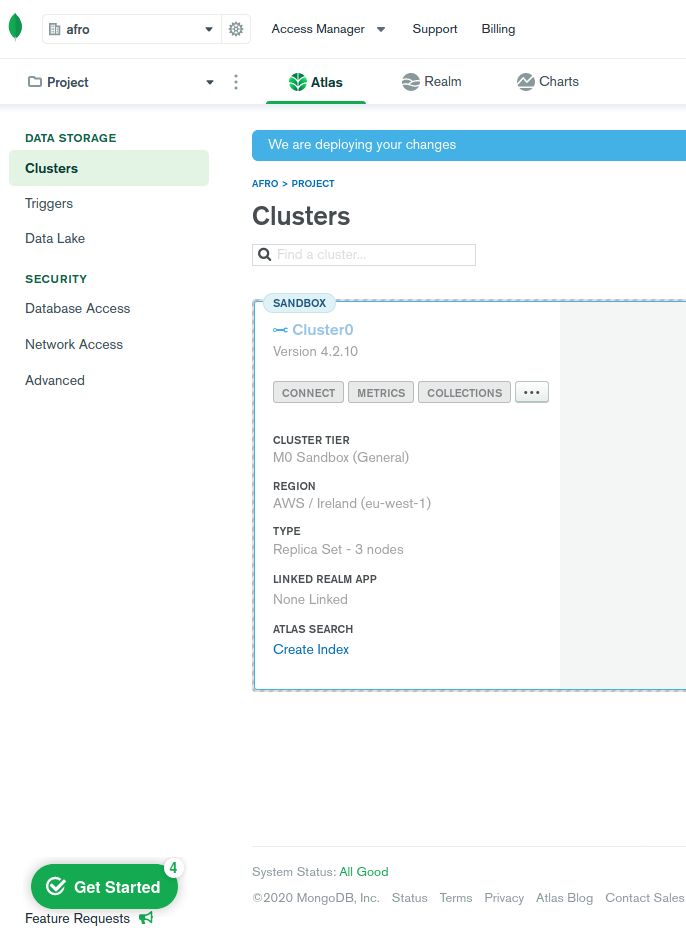 afro
Access Manager
Support
Billing
Project
Atlas
Realm
Charts
DATA STORAGE
Clusters
Triggers
Data Lake
SECURITY
Database Access
Network Access
Advanced
We are deploying your changes
AFRO > PROJECT
Clusters
Find a cluster...
SANDBOX
Cluster0
Version 4.2.10
CONNECT METRICS COLLECTIONS •••
CLUSTER TIER
M0 Sandbox (General)
REGION
AWS / Ireland (eu-west-1)
TYPE
Replica Set - 3 nodes
LINKED REALM APP
None Linked
ATLAS SEARCH
Create Index
4
Get Started
Feature Requests
System Status: All Good
©2020 MongoDB, Inc. Status Terms Privacy Atlas Blog Contact Sales